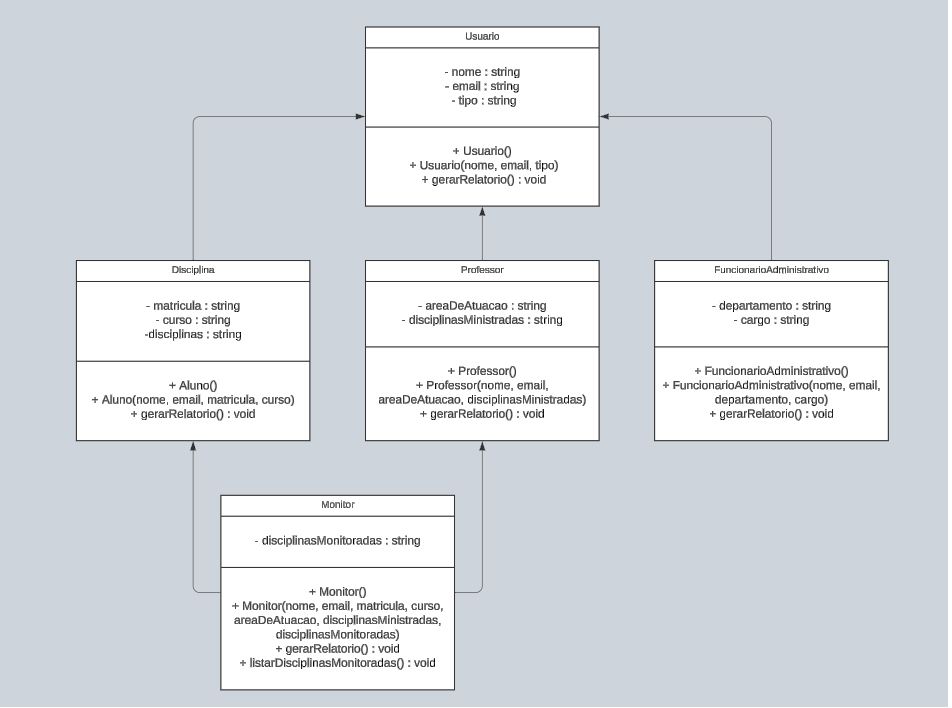 Usuario
- nome : string
- email : string
- tipo : string
+ Usuario()
+ Usuario(nome, email, tipo)
+ gerarRelatorio() : void
Disciplina
- matricula : string
- curso : string
-disciplinas : string
+ Aluno()
+ Aluno(nome, email, matricula, curso)
+ gerarRelatorio() : void
Professor
- areaDeAtuacao : string
- disciplinasMinistradas : string
+ Professor()
+ Professor(nome, email,
areaDeAtuacao, disciplinasMinistradas)
+ gerarRelatorio() : void
FuncionarioAdministrativo
- departamento : string
- cargo : string
+ FuncionarioAdministrativo()
+ FuncionarioAdministrativo(nome, email,
departamento, cargo)
+ gerarRelatorio() : void
Monitor
- disciplinasMonitoradas : string
+ Monitor()
+ Monitor(nome, email, matricula, curso,
areaDeAtuacao, disciplinasMinistradas,
disciplinasMonitoradas)
+ gerarRelatorio() : void
+ listarDisciplinasMonitoradas() : void